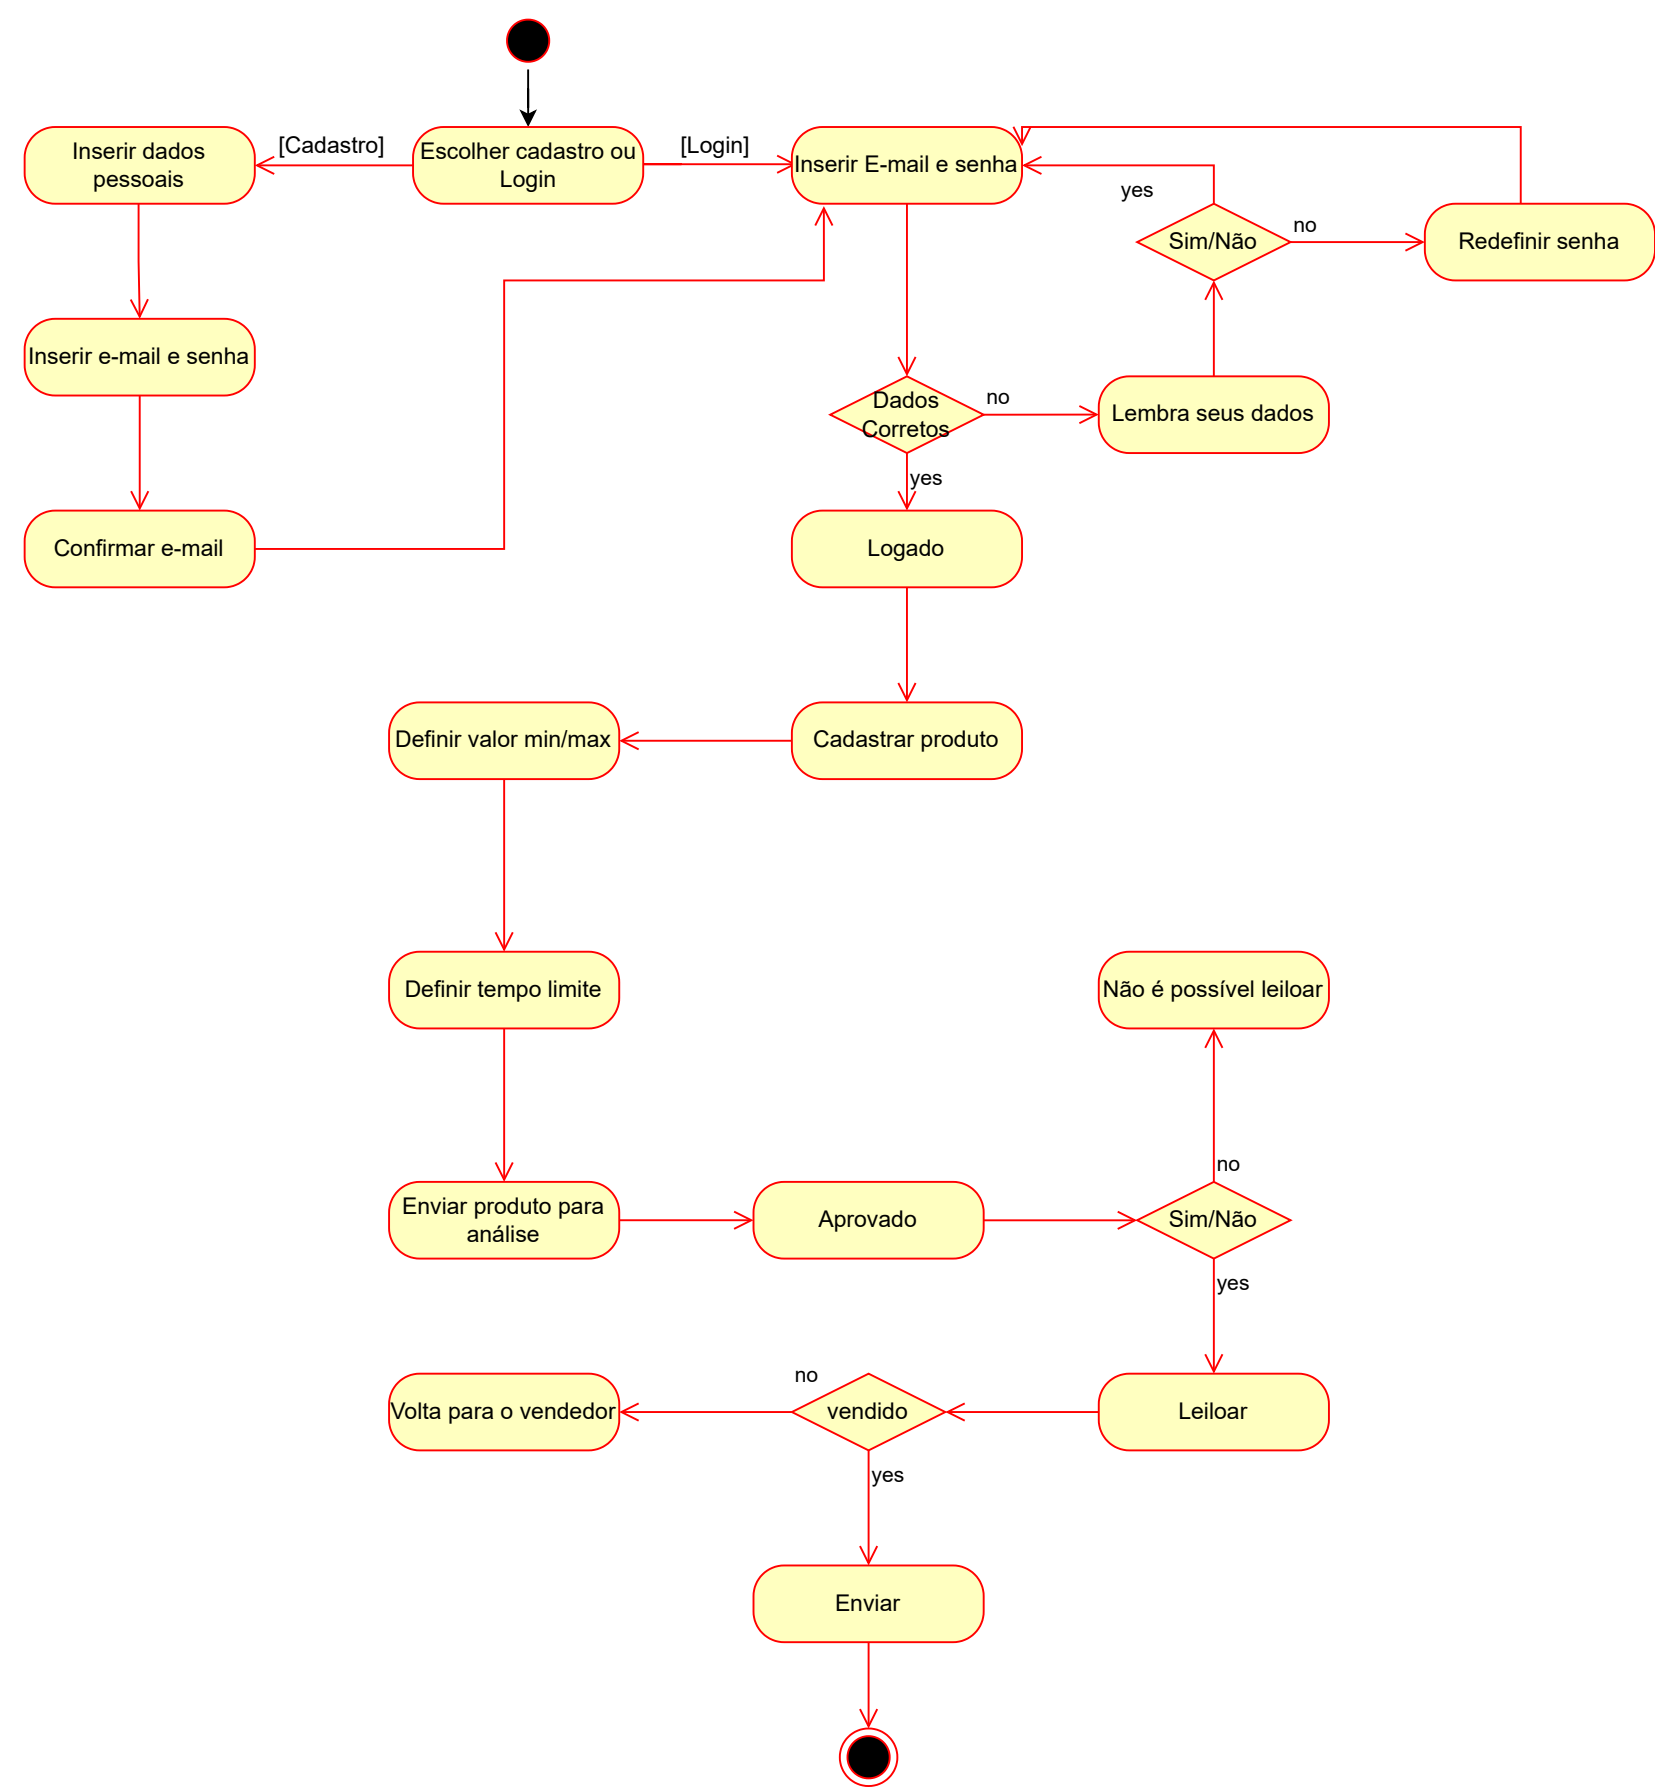 Inserir dados
pessoais
[Cadastro]
Escolher cadastro ou
Login
[Login]
Inserir E-mail e senha
yes
Sim/Não
no
Redefinir senha
Inserir e-mail e senha
Dados
Corretos
no
Lembra seus dados
yes
Confirmar e-mail
Logado
Definir valor min/max
Cadastrar produto
Definir tempo limite
Não é possível leiloar
no
Enviar produto para
análise
Aprovado
Sim/Não
yes
no
Volta para o vendedor
vendido
Leiloar
yes
Enviar